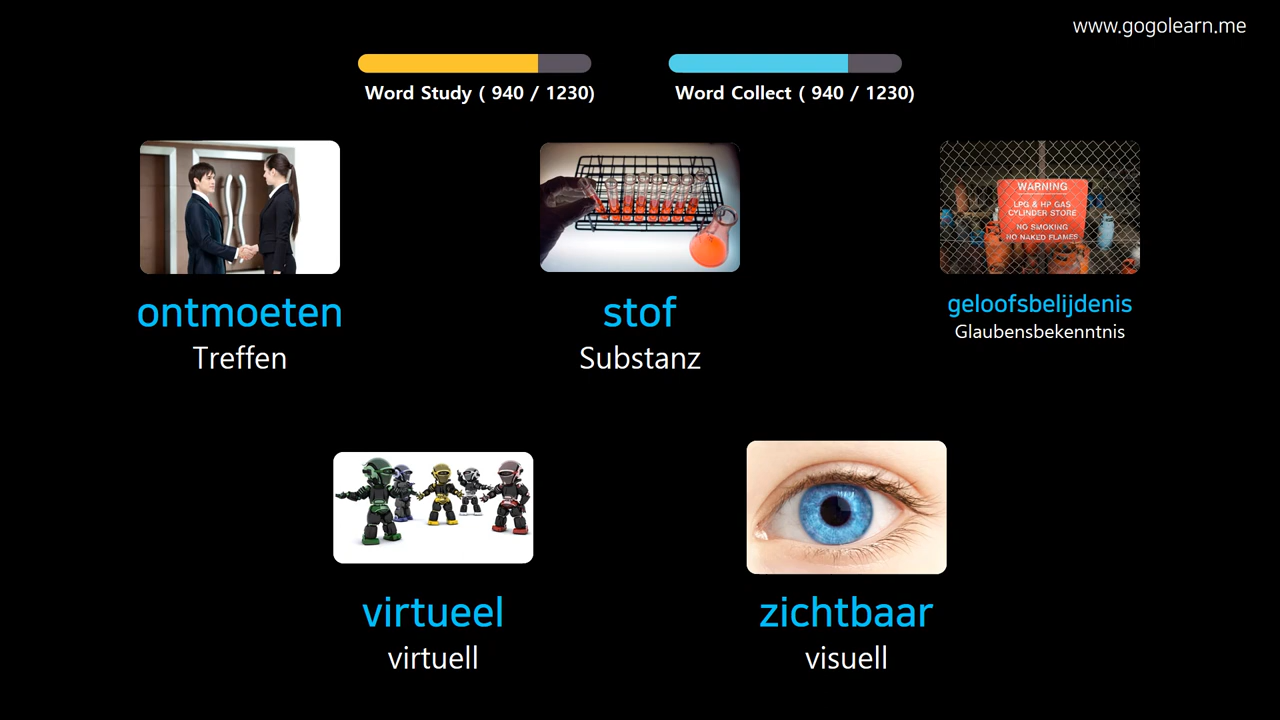 www.gogolearn.me
Word Study ( 940 / 1230)
Word Collect ( 940 / 1230)
WARNING
LPG & HP GAS
CYLINDER STORE
NO SMOKING
NO NAKED FLAMES
ontmoeten
Treffen
stof
Substanz
geloofsbelijdenis
Glaubensbekenntnis
virtueel
virtuell
zichtbaar
visuell